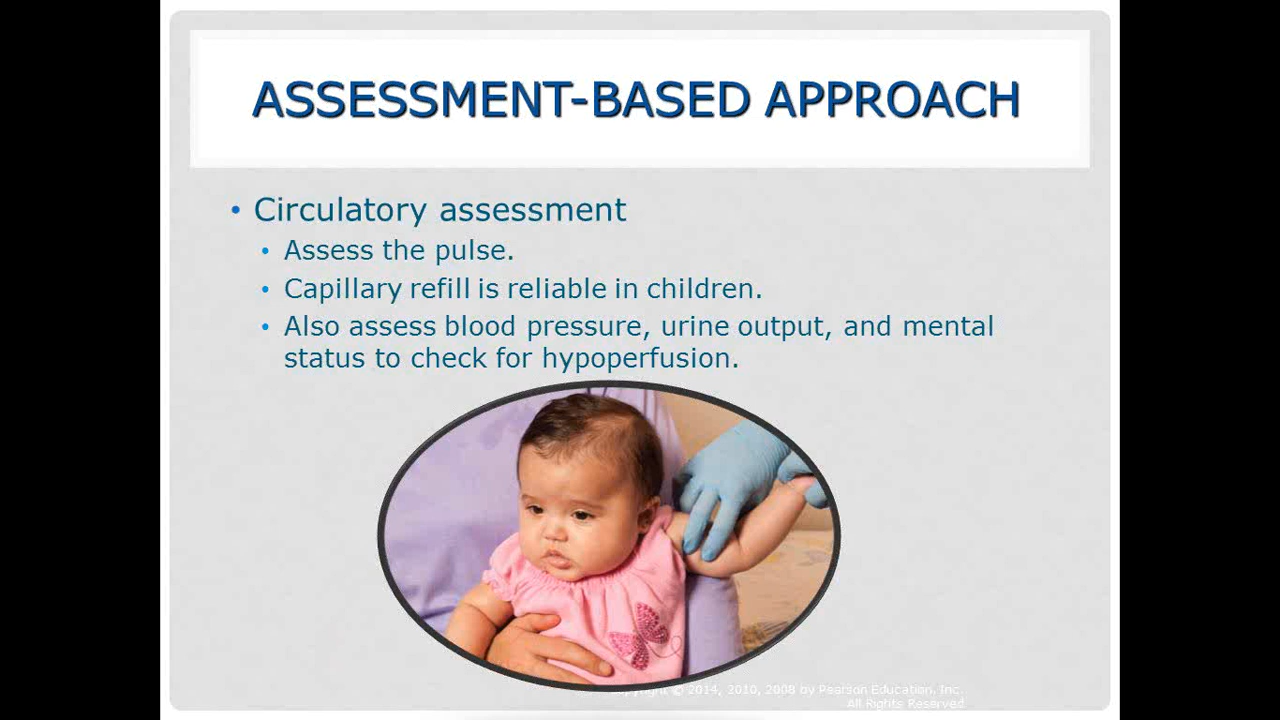 ASSESSMENT-BASED APPROACH
• Circulatory assessment
• Assess the pulse.
• Capillary refill is reliable in children.
• Also assess blood pressure, urine output, and mental
status to check for hypoperfusion.
Copyright © 2014, 2010, 2008 by Pearson Education, Inc.
All Rights Reserved